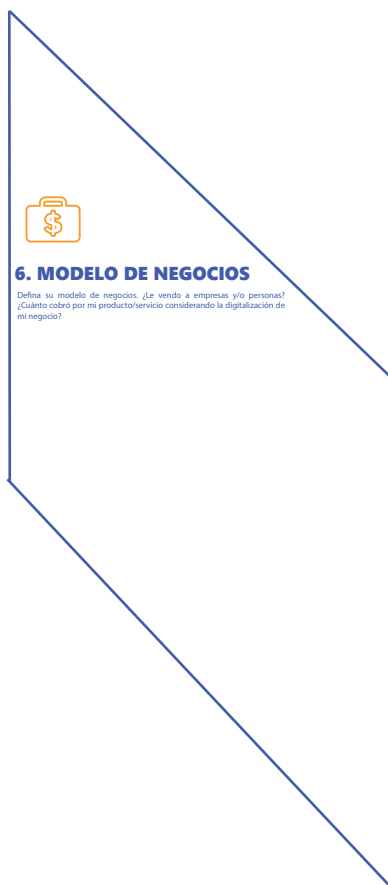 6. MODELO DE NEGOCIOS
Defina su modelo de negocios. ¿Le vendo a empresas y/o personas?
¿Cuánto cobró por mi producto/servicio considerando la digitalización de
mi negocio?